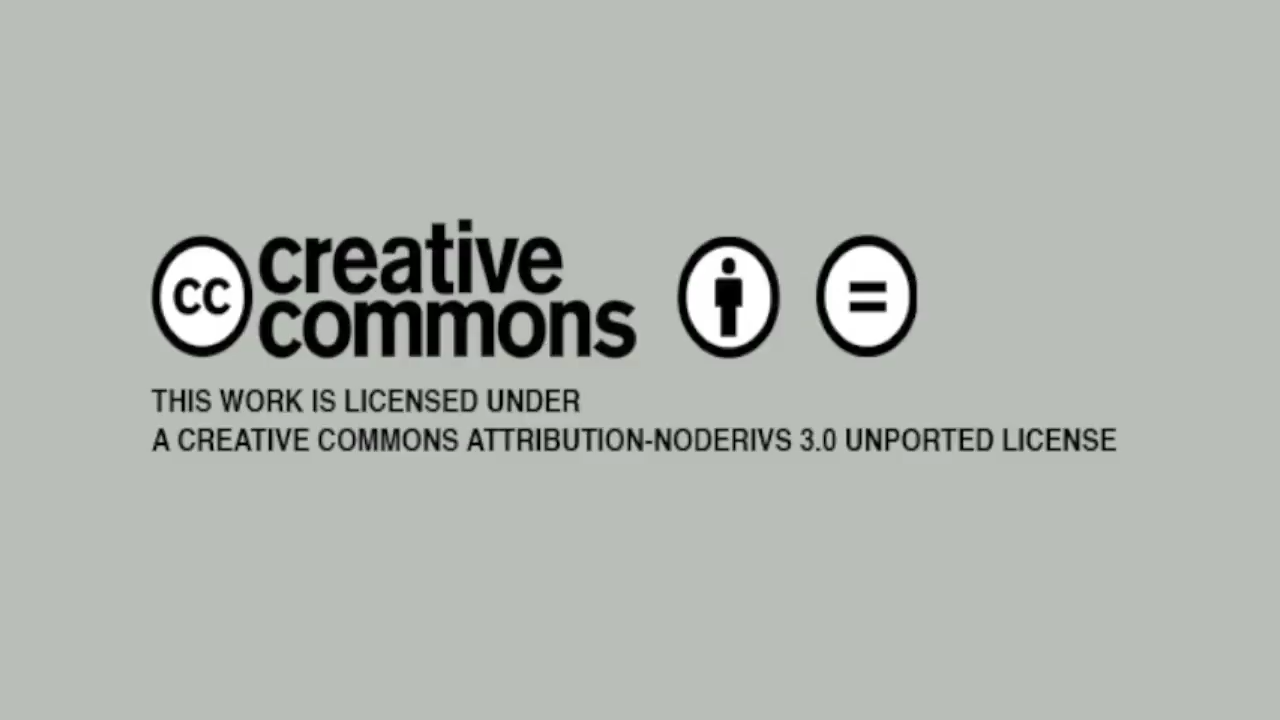 cc creative
commons
THIS WORK IS LICENSED UNDER
A CREATIVE COMMONS ATTRIBUTION-NODERIVS 3.0 UNPORTED LICENSE